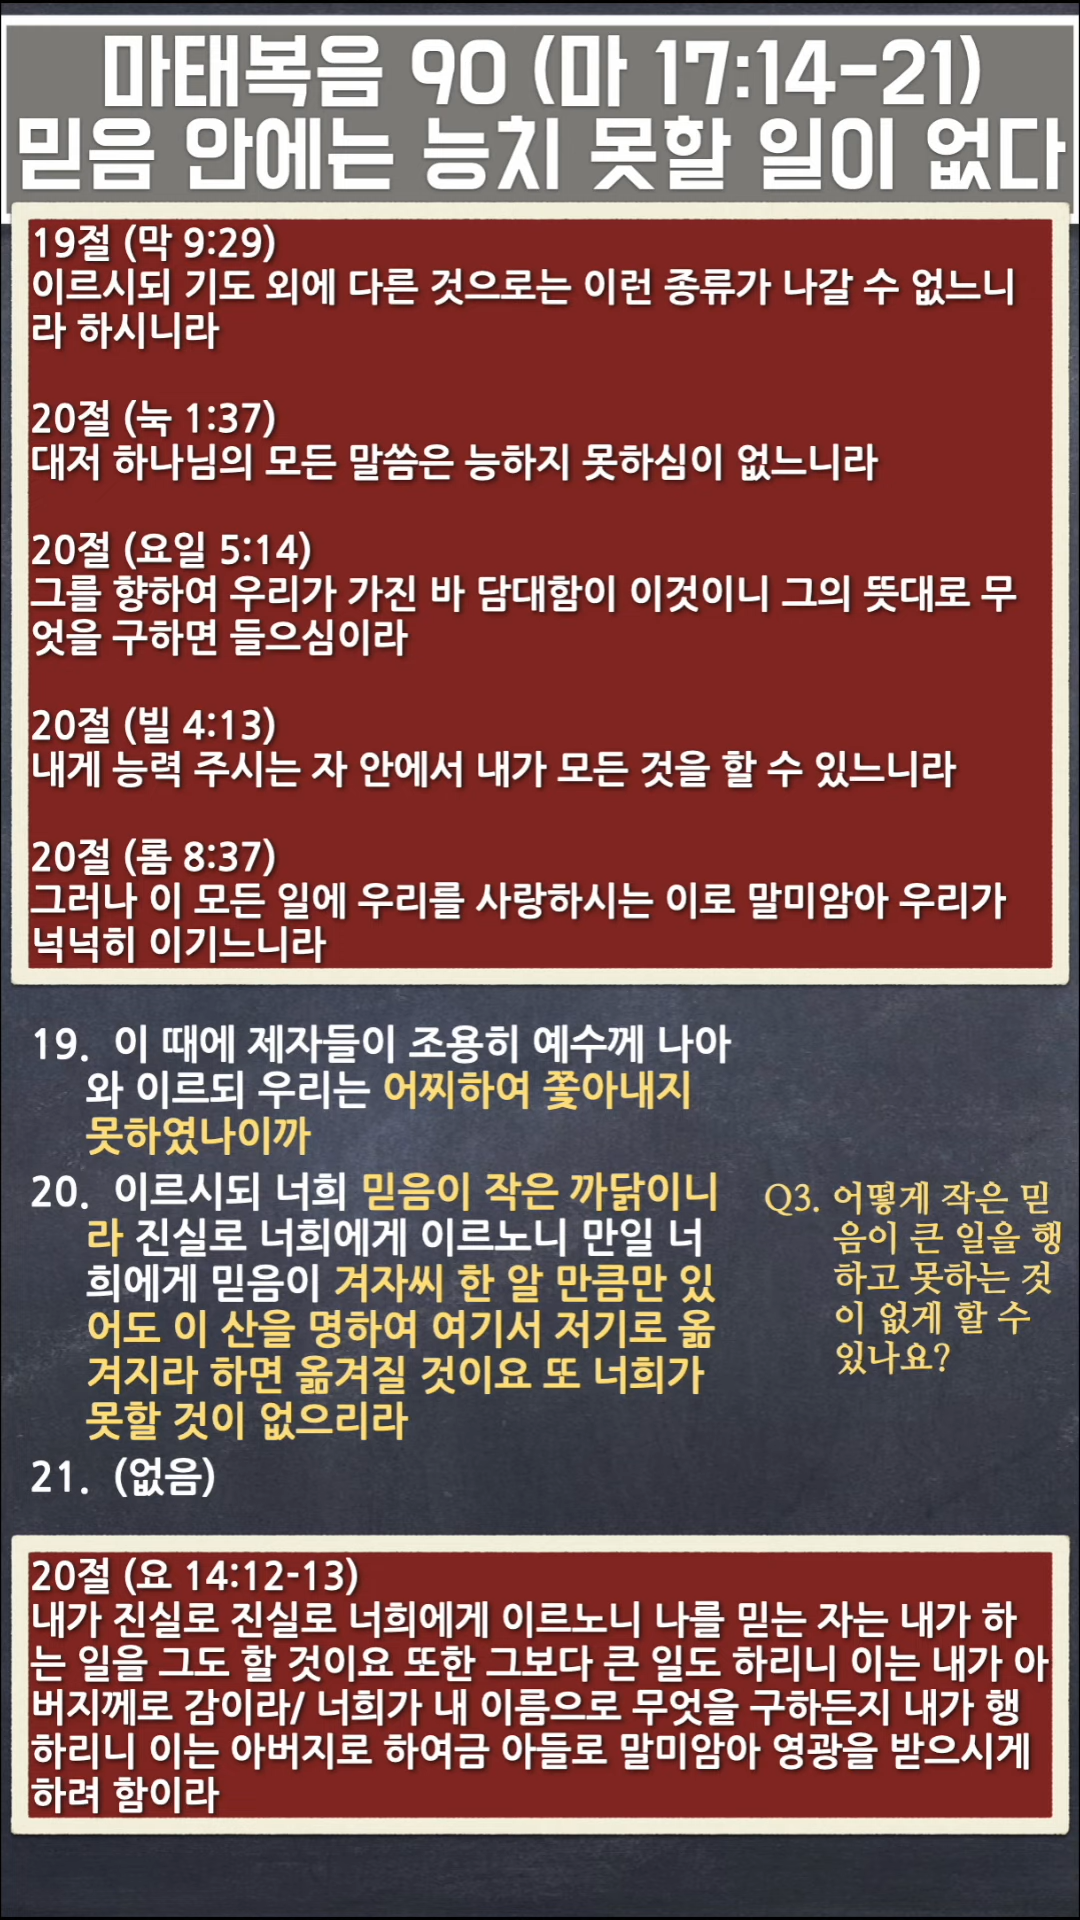 마태복음 90 (마 17:14-21)
믿음 안에는 능치 못할 일이 없다
19절 (막 9:29)
이르시되 기도 외에 다른 것으로는 이런 종류가 나갈 수 없느니
라 하시니라
20절 (눅 1:37)
대저 하나님의 모든 말씀은 능하지 못하심이 없느니라
20절 (요일 5:14)
그를 향하여 우리가 가진 바 담대함이 이것이니 그의 뜻대로 무
엇을 구하면 들으심이라
20절 (빌 4:13)
내게 능력 주시는 자 안에서 내가 모든 것을 할 수 있느니라
20절 (롬 8:37)
그러나 이 모든 일에 우리를 사랑하시는 이로 말미암아 우리가
넉넉히 이기느니라
19. 이 때에 제자들이 조용히 예수께 나아
와 이르되 우리는 어찌하여 쫓아내지
못하였나이까
20. 이르시되 너희 믿음이 작은 까닭이니
라 진실로 너희에게 이르노니 만일 너
희에게 믿음이 겨자씨 한 알 만큼만 있
어도 이 산을 명하여 여기서 저기로 옮
겨지라 하면 옮겨질 것이요 또 너희가
못할 것이 없으리라
21. (없음)
Q3. 어떻게 작은 믿
음이 큰 일을 행
하고 못하는 것
이 없게 할 수
있나요?
20절 (요 14:12-13)
내가 진실로 진실로 너희에게 이르노니 나를 믿는 자는 내가 하
는 일을 그도 할 것이요 또한 그보다 큰 일도 하리니 이는 내가 아
버지께로 감이라/ 너희가 내 이름으로 무엇을 구하든지 내가 행
하리니 이는 아버지로 하여금 아들로 말미암아 영광을 받으시게
하려 함이라